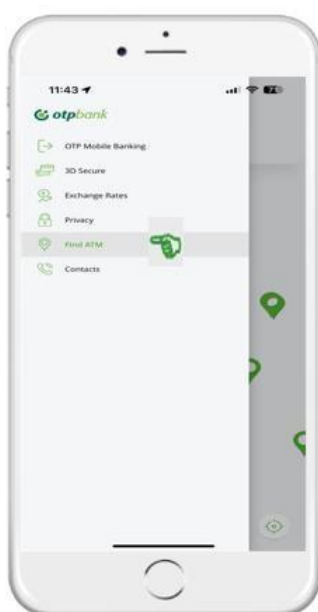 11:43
otpbank
OTP Mobile Banking
3D Secure
Exchange Rates
Privacy
Find ATM
Contacts